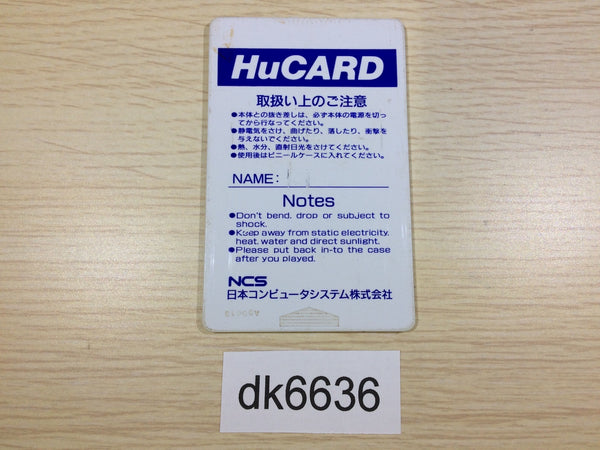 HuCARD
取扱い上のご注意
●本体との抜き差しは、必ず本体の電源を切っ
てから行なってください。
●静電気をさけ、曲げたり、落したり、衝撃を
与えないでください。
●熱、水分、直射日光をさけてください。
●使用後はビニールケースに入れてください。
NAME:
Notes
●Don't bend, drop or subject to
shock.
●Keep away from static electricity,
heat, water and direct sunlight.
●Please put back in-to the case
after you played.
NCS
日本コンピュータシステム株式会社
dk6636